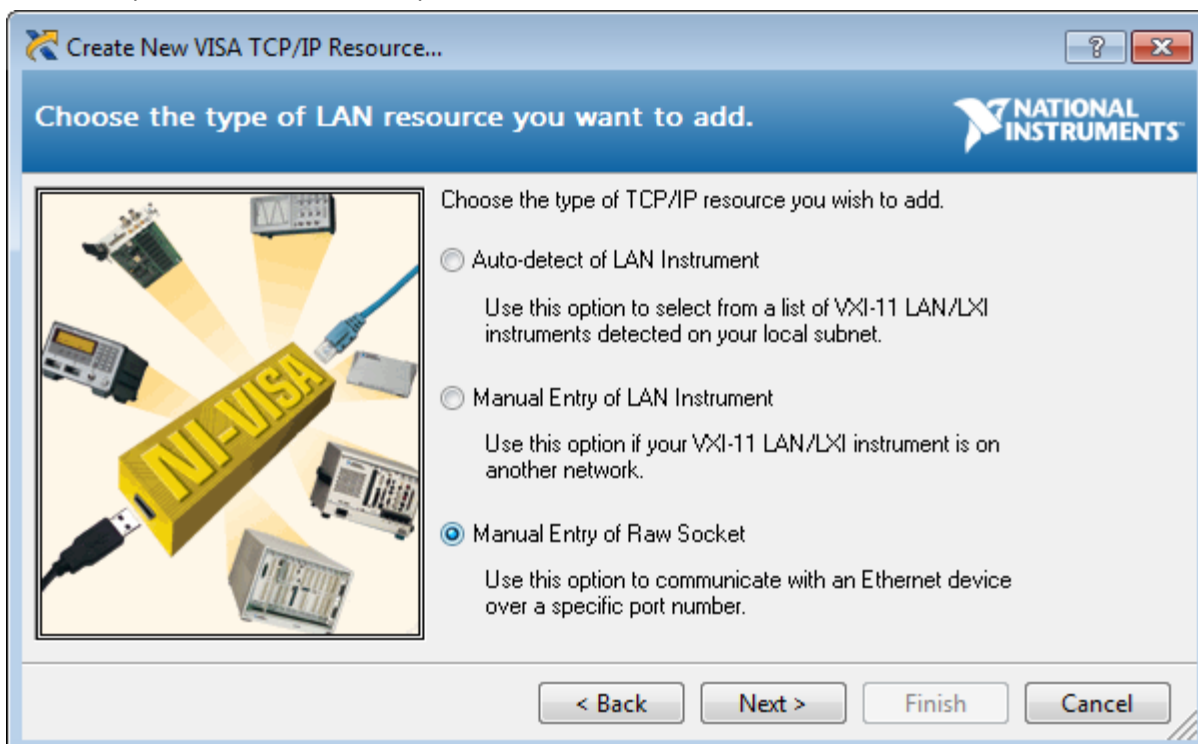 Create New VISA TCP/IP Resource...
?
Choose the type of LAN resource you want to add.
NATIONAL
INSTRUMENTS
Choose the type of TCP/IP resource you wish to add.
Auto-detect of LAN Instrument
Use this option to select from a list of VXI-11 LAN/LXI
instruments detected on your local subnet.
Manual Entry of LAN Instrument
Use this option if your VXI-11 LAN/LXI instrument is on
another network.
Manual Entry of Raw Socket
Use this option to communicate with an Ethernet device
over a specific port number.
NI-VISA
< Back
Next >
Finish
Cancel